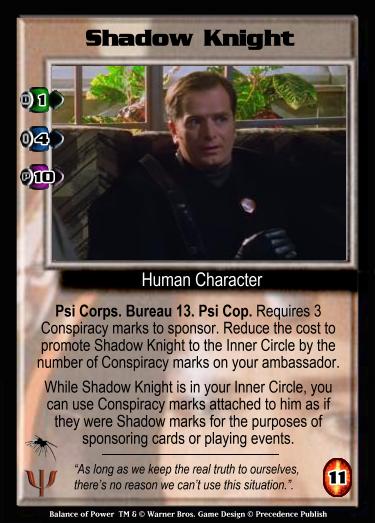 Shadow Knight
D 1
I 4
P 10
Human Character
Psi Corps. Bureau 13. Psi Cop. Requires 3
Conspiracy marks to sponsor. Reduce the cost to
promote Shadow Knight to the Inner Circle by the
number of Conspiracy marks on your ambassador.
While Shadow Knight is in your Inner Circle, you
can use Conspiracy marks attached to him as if
they were Shadow marks for the purposes of
sponsoring cards or playing events.
"As long as we keep the real truth to ourselves,
there's no reason we can't use this situation.".
11
Balance of Power TM & © Warner Bros. Game Design © Precedence Publish